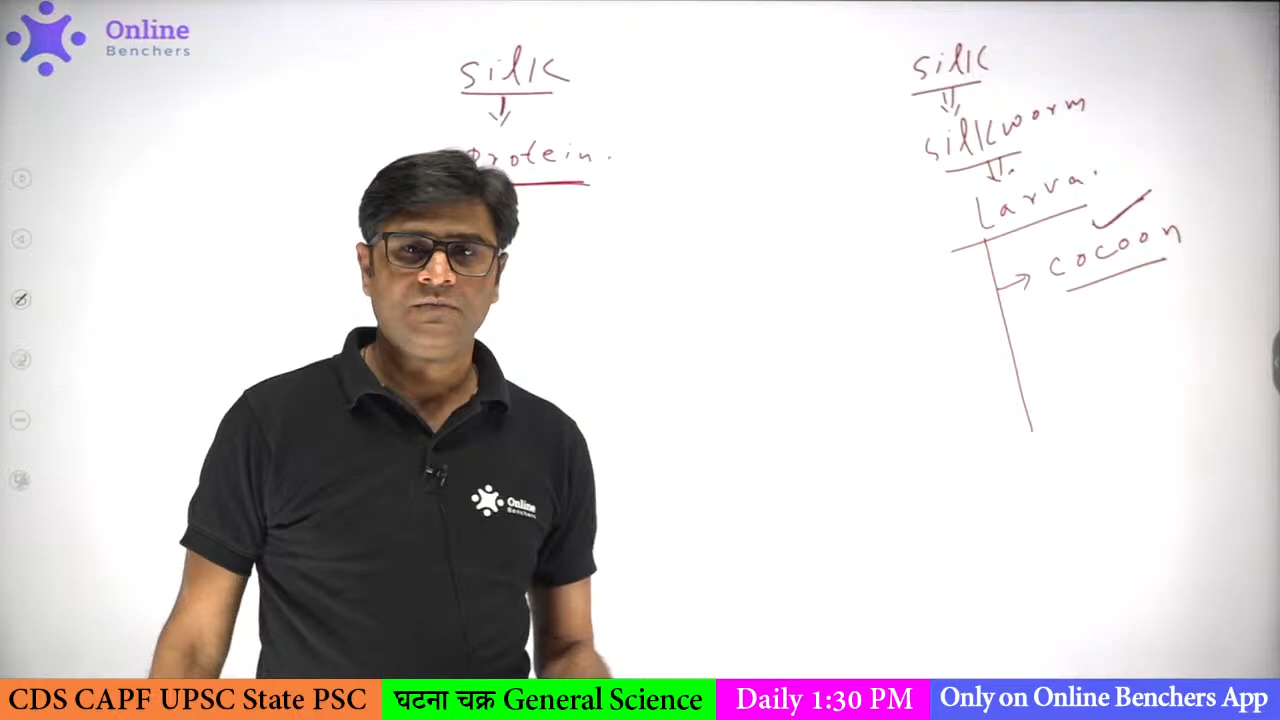 Online
Benchers
silk
Protein.
silk
silkworm
Larva.
cocoon
Online
Benchers
CDS CAPF UPSC State PSC
घटना चक्र General Science
Daily 1:30 PM
Only on Online Benchers App